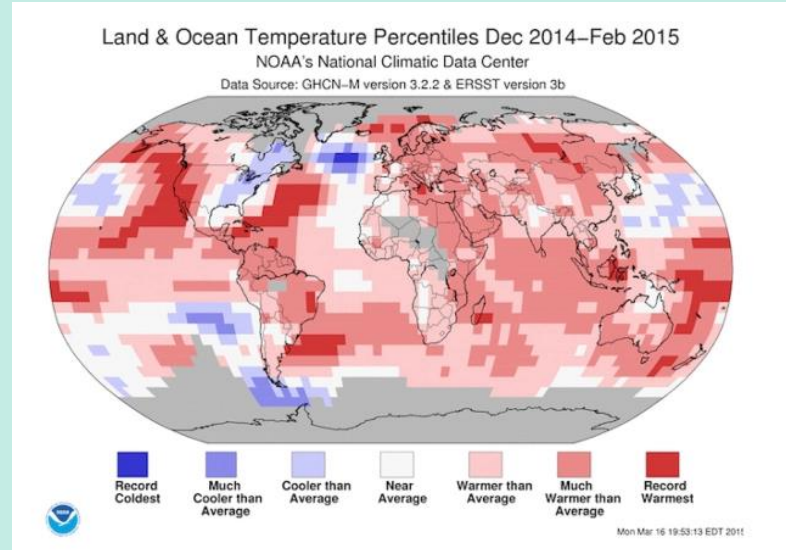 Land & Ocean Temperature Percentiles Dec 2014–Feb 2015
NOAA's National Climatic Data Center
Data Source: GHCN–M version 3.2.2 & ERSST version 3b
Record
Coldest
Much
Cooler than
Average
Cooler than
Average
Near
Average
Warmer than
Average
Much
Warmer than
Average
Record
Warmest
Mon Mar 16 19:53:13 EDT 2015